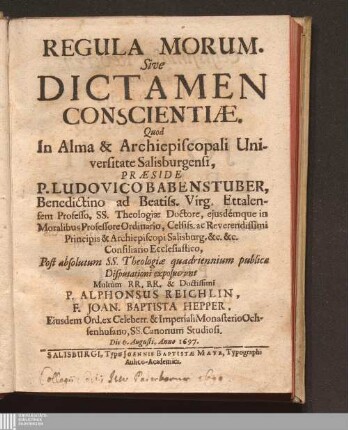 REGULA MORUM.
Sive
DICTAMEN
CONSCIENTIÆ.
Quod
In Alma & Archiepiscopali Uni-
versitate Salisburgensi,
PRÆSIDE
P. LUDOVICO BABENSTUBER,
Benedictino ad Beatiss. Virg. Ettalen-
sem Professo, SS. Theologiæ Doctore, ejusdémque in
Moralibus Professore Ordinario, Celsiss. ac Reverendissimi
Principis & Archiepiscopi Salisburg. &c. &c.
Consiliario Ecclesiastico,
Post absolutum SS. Theologiæ quadriennium publicæ
Disputationi exposuerunt
Multùm RR. RR. & Doctissimi
P. ALPHONSUS REICHLIN,
F. JOAN. BAPTISTA HEPPER,
Ejusdem Ord. ex Celeberr. & Imperiali Monasterio Och-
senhusano, SS. Canonum Studiosi.
Die 6. Augusti, Anno 1697.
SALISBURGI, Typis JOANNIS BAPTISTÆ MAYR, Typographi
Aulico-Academici.
Collegij Soc. Jesu Paderbornæ